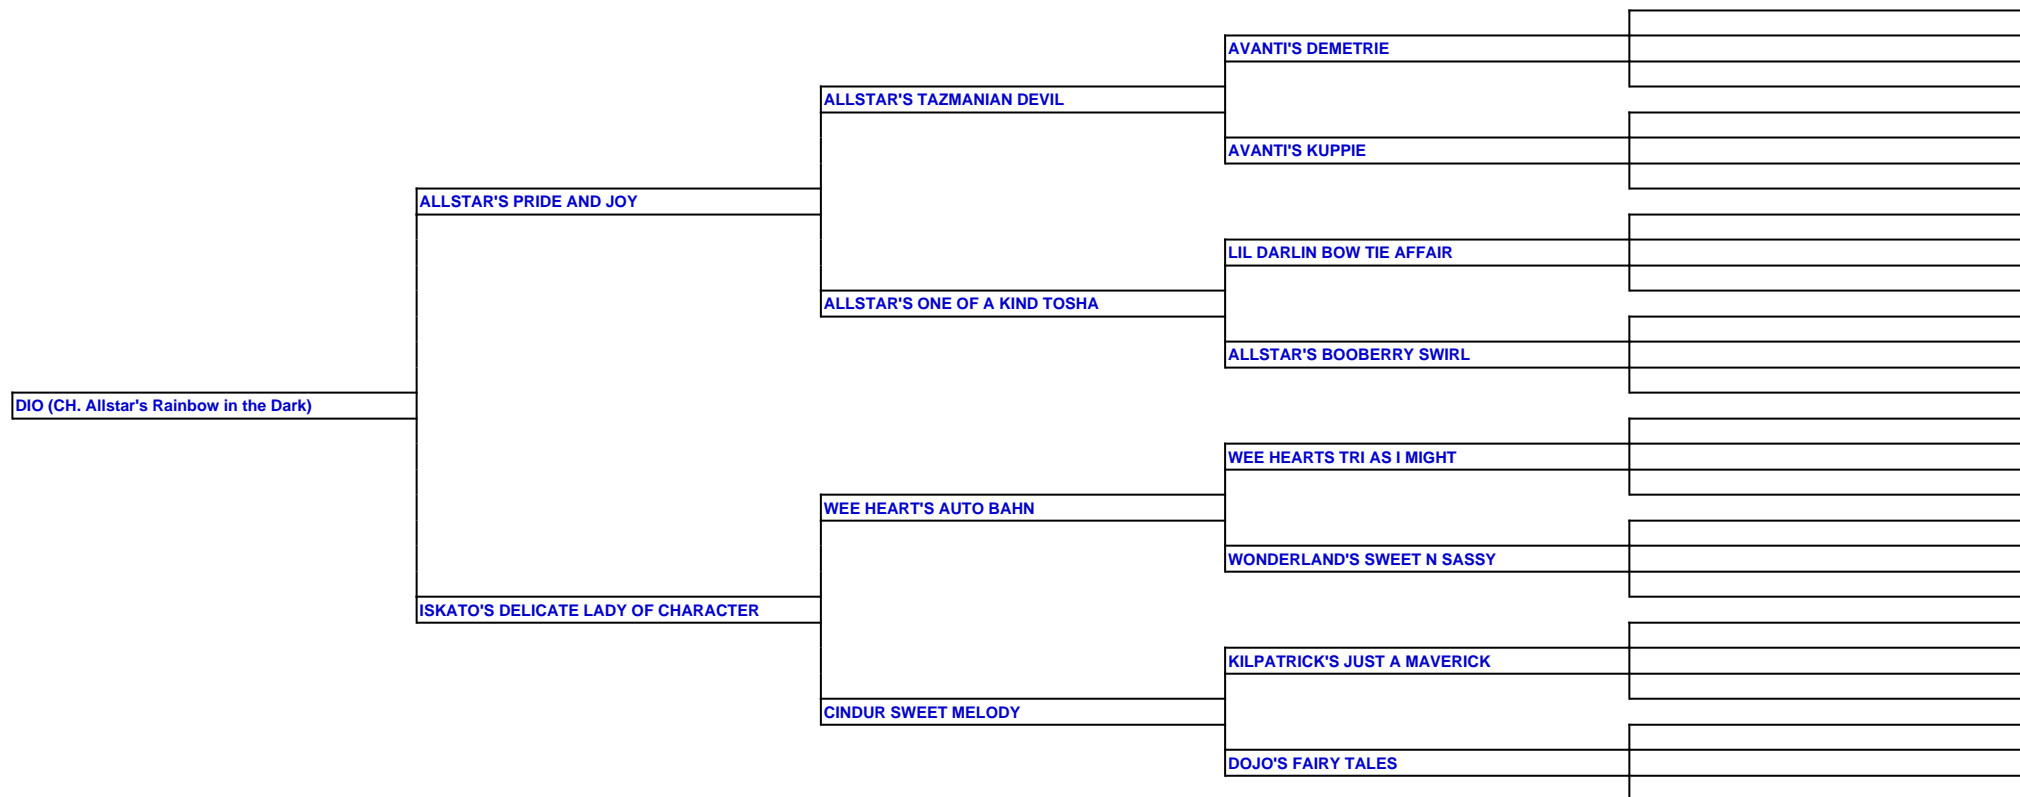 AVANTI'S DEMETRIE
ALLSTAR'S TAZMANIAN DEVIL
AVANTI'S KUPPIE
ALLSTAR'S PRIDE AND JOY
LIL DARLIN BOW TIE AFFAIR
ALLSTAR'S ONE OF A KIND TOSHA
ALLSTAR'S BOOBERRY SWIRL
DIO (CH. Allstar's Rainbow in the Dark)
WEE HEARTS TRI AS I MIGHT
WEE HEART'S AUTO BAHN
WONDERLAND'S SWEET N SASSY
ISKATO'S DELICATE LADY OF CHARACTER
KILPATRICK'S JUST A MAVERICK
CINDUR SWEET MELODY
DOJO'S FAIRY TALES